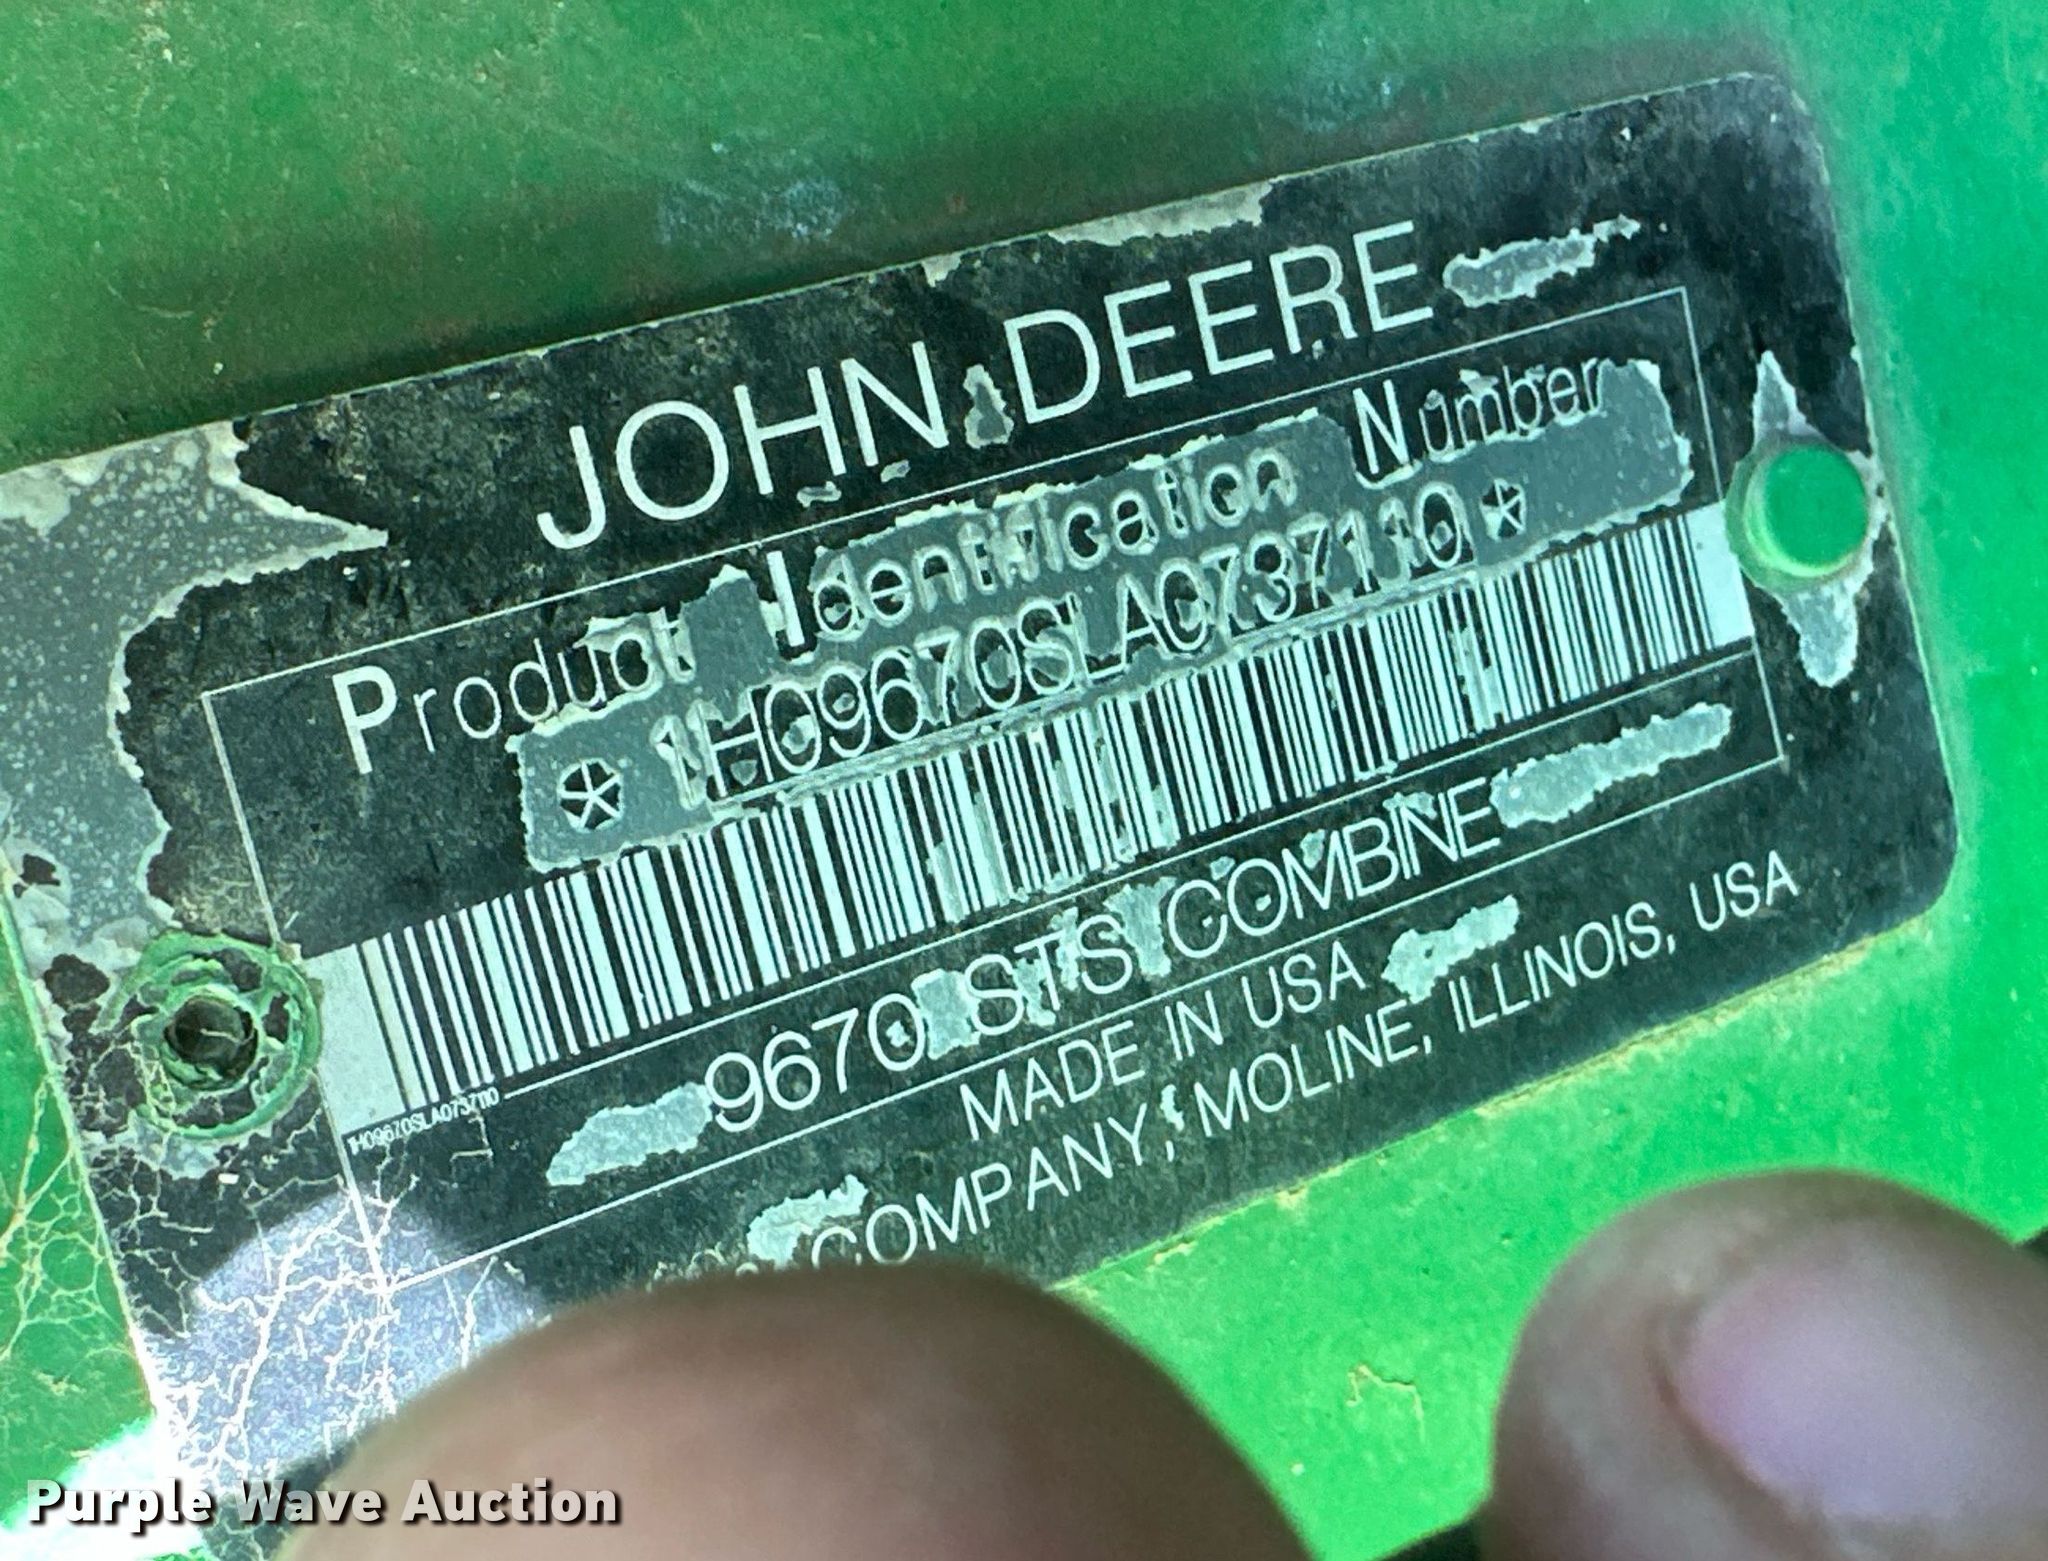 JOHN DEERE
Product Identification Number
1H09670SLA0737110
1H09670SLA0737110
9670 STS COMBINE
MADE IN USA
COMPANY, MOLINE, ILLINOIS, USA
Purple Wave Auction